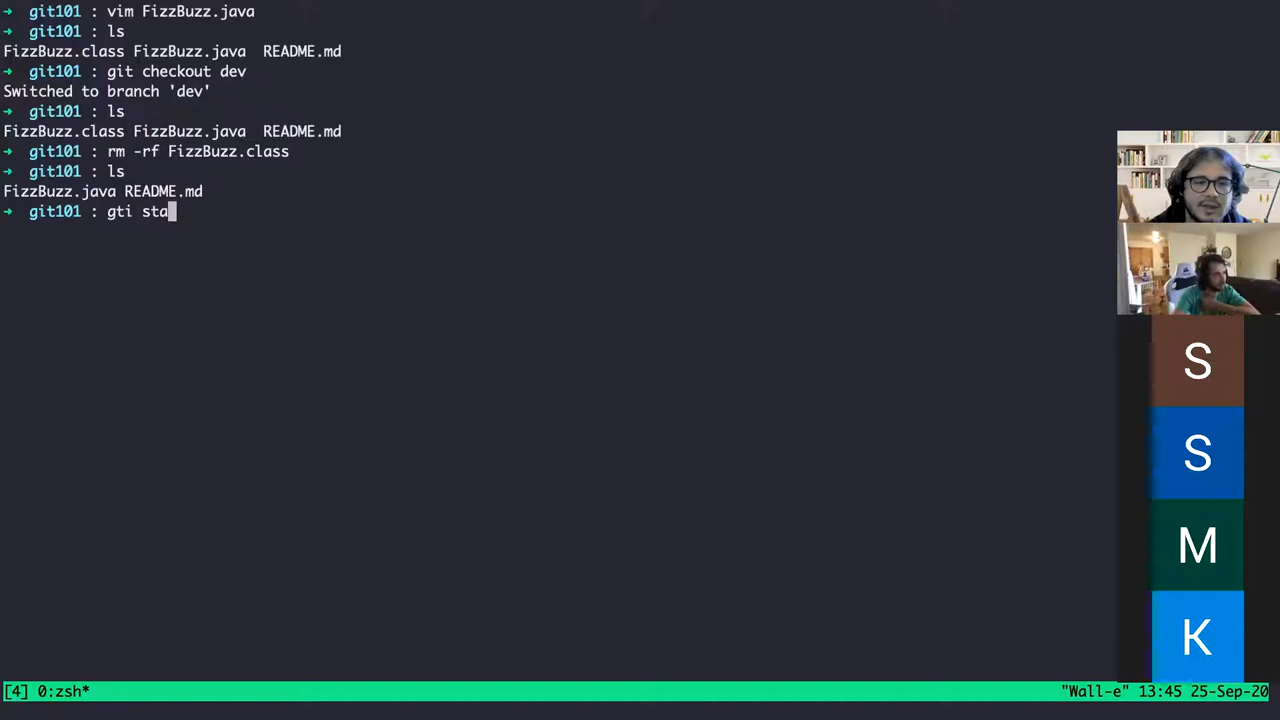 ➜ git101 : vim FizzBuzz.java
➜ git101 : ls
FizzBuzz.class FizzBuzz.java README.md
➜ git101 : git checkout dev
Switched to branch 'dev'
➜ git101 : ls
FizzBuzz.class FizzBuzz.java README.md
➜ git101 : rm -rf FizzBuzz.class
➜ git101 : ls
FizzBuzz.java README.md
➜ git101 : gti sta
S
S
M
K
[4] 0:zsh* "Wall-e" 13:45 25-Sep-20